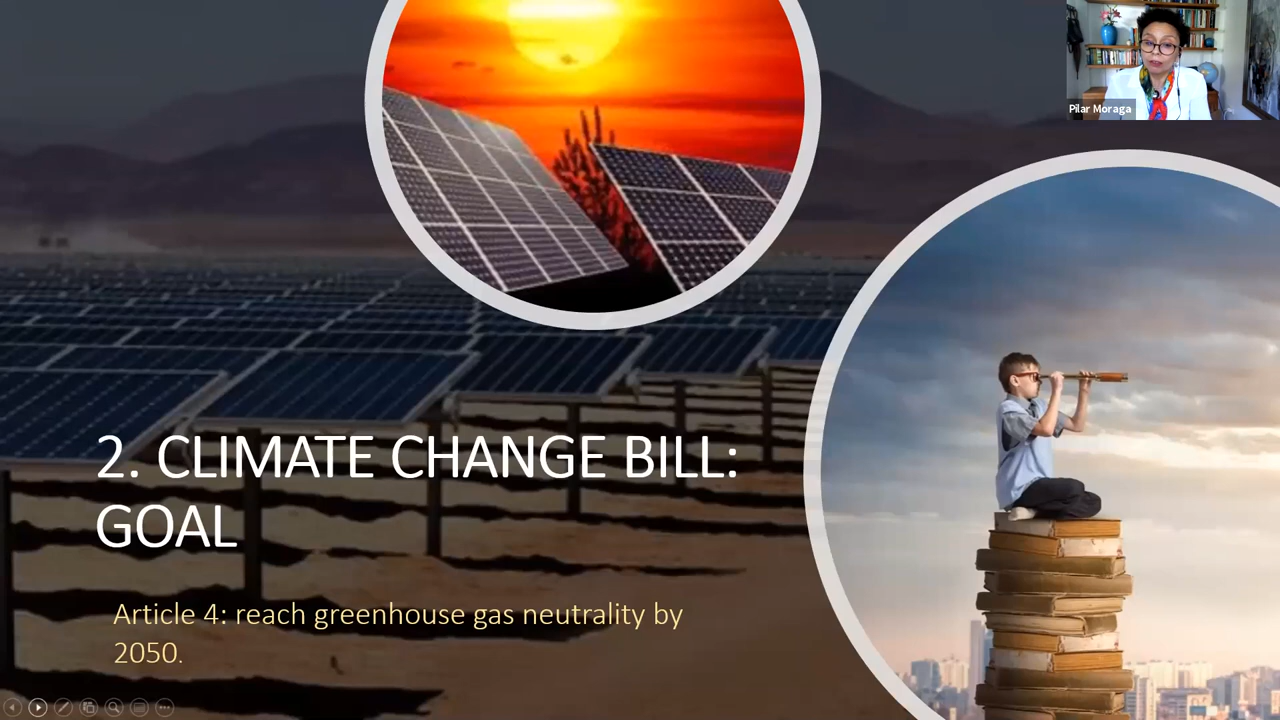 Pilar Moraga
2. CLIMATE CHANGE BILL:
GOAL
Article 4: reach greenhouse gas neutrality by
2050.